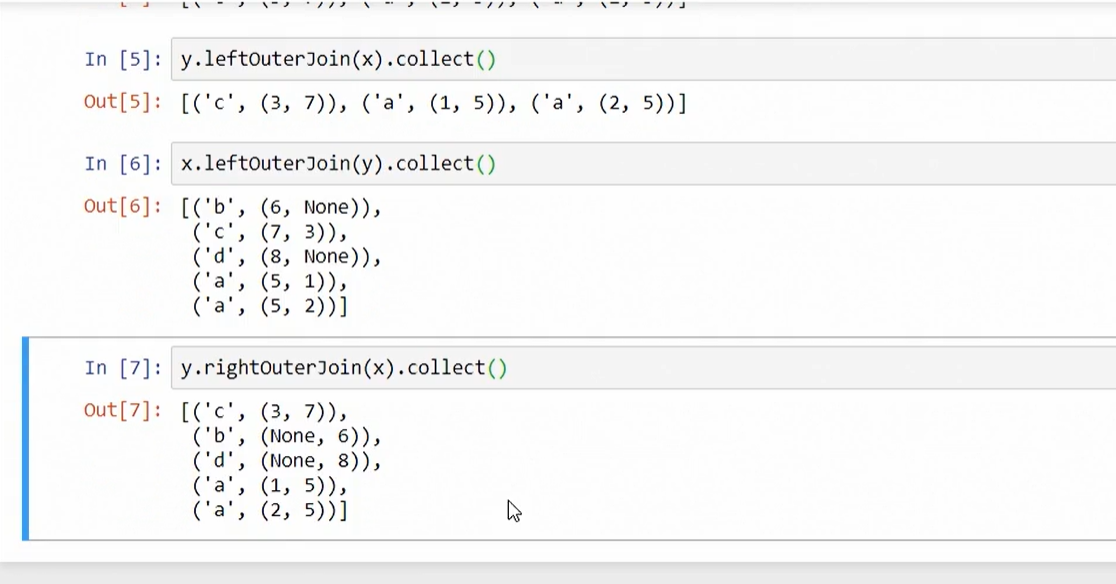 In [5]: y.leftOuterJoin(x).collect()
Out[5]: [('c', (3, 7)), ('a', (1, 5)), ('a', (2, 5))]
In [6]: x.leftOuterJoin(y).collect()
Out[6]: [('b', (6, None)),
('c', (7, 3)),
('d', (8, None)),
('a', (5, 1)),
('a', (5, 2))]
In [7]: y.rightOuterJoin(x).collect()
Out[7]: [('c', (3, 7)),
('b', (None, 6)),
('d', (None, 8)),
('a', (1, 5)),
('a', (2, 5))]